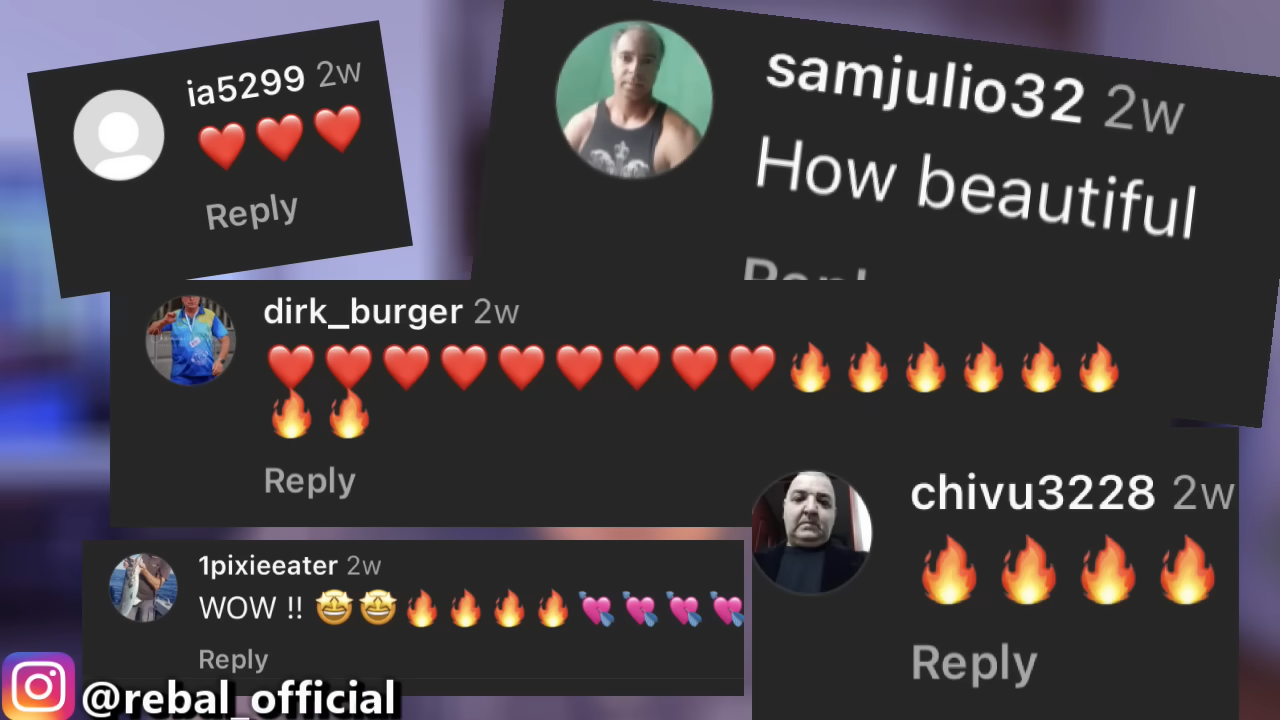 ia5299 2w
❤️❤️❤️
Reply
samjulio32 2w
How beautiful
dirk_burger 2w
❤️❤️❤️❤️❤️❤️❤️❤️❤️🔥🔥🔥🔥🔥🔥
🔥🔥
Reply
chivu3228 2w
🔥🔥🔥🔥
Reply
1pixieeater 2w
WOW !! 🤩🤩🔥🔥🔥🔥💘💘💘💘
Reply
@rebal_official